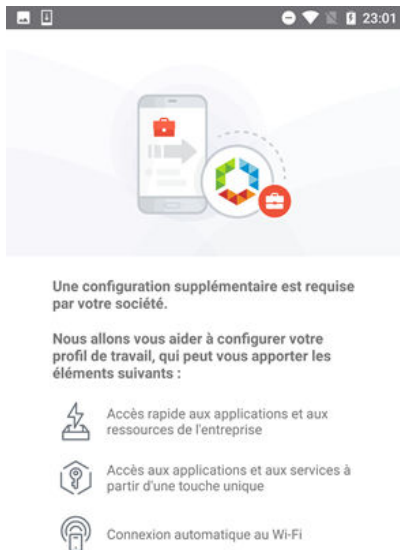 23:01
Une configuration supplémentaire est requise
par votre société.
Nous allons vous aider à configurer votre
profil de travail, qui peut vous apporter les
éléments suivants :
Accès rapide aux applications et aux
ressources de l'entreprise
Accès aux applications et aux services à
partir d'une touche unique
Connexion automatique au Wi-Fi